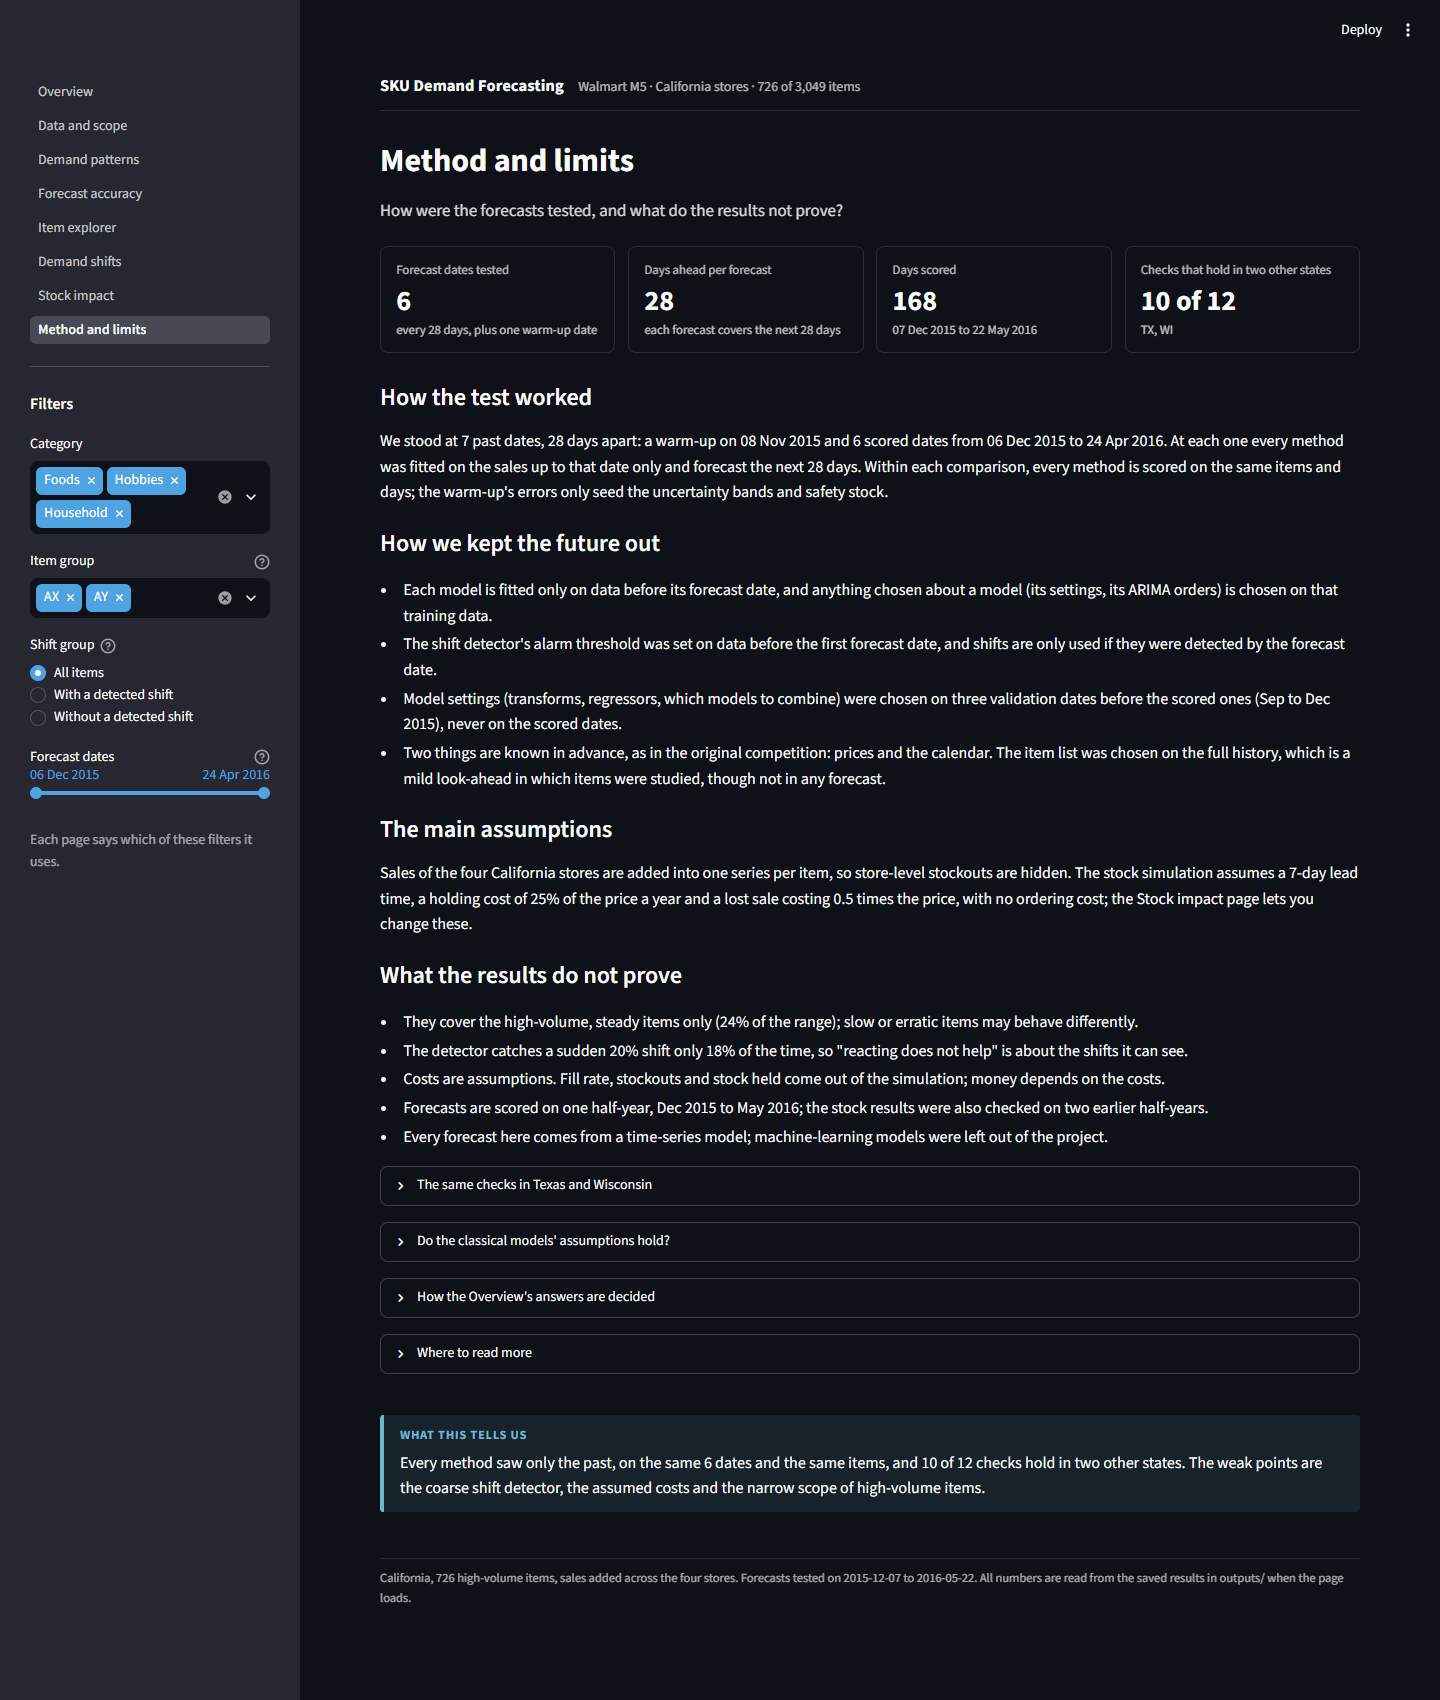 Deploy
Overview
Data and scope
Demand patterns
Forecast accuracy
Item explorer
Demand shifts
Stock impact
Method and limits
Filters
Category
Foods
Hobbies
Household
Item group
AX
AY
Shift group
All items
With a detected shift
Without a detected shift
Forecast dates
06 Dec 2015
24 Apr 2016
Each page says which of these filters it
uses.
SKU Demand Forecasting Walmart M5 · California stores · 726 of 3,049 items
Method and limits
How were the forecasts tested, and what do the results not prove?
Forecast dates tested
6
every 28 days, plus one warm-up date
Days ahead per forecast
28
each forecast covers the next 28 days
Days scored
168
07 Dec 2015 to 22 May 2016
Checks that hold in two other states
10 of 12
TX, WI
How the test worked
We stood at 7 past dates, 28 days apart: a warm-up on 08 Nov 2015 and 6 scored dates from 06 Dec 2015 to 24 Apr 2016. At each one every method
was fitted on the sales up to that date only and forecast the next 28 days. Within each comparison, every method is scored on the same items and
days; the warm-up's errors only seed the uncertainty bands and safety stock.
How we kept the future out
• Each model is fitted only on data before its forecast date, and anything chosen about a model (its settings, its ARIMA orders) is chosen on that
training data.
• The shift detector's alarm threshold was set on data before the first forecast date, and shifts are only used if they were detected by the forecast
date.
• Model settings (transforms, regressors, which models to combine) were chosen on three validation dates before the scored ones (Sep to Dec
2015), never on the scored dates.
• Two things are known in advance, as in the original competition: prices and the calendar. The item list was chosen on the full history, which is a
mild look-ahead in which items were studied, though not in any forecast.
The main assumptions
Sales of the four California stores are added into one series per item, so store-level stockouts are hidden. The stock simulation assumes a 7-day lead
time, a holding cost of 25% of the price a year and a lost sale costing 0.5 times the price, with no ordering cost; the Stock impact page lets you
change these.
What the results do not prove
• They cover the high-volume, steady items only (24% of the range); slow or erratic items may behave differently.
• The detector catches a sudden 20% shift only 18% of the time, so "reacting does not help" is about the shifts it can see.
• Costs are assumptions. Fill rate, stockouts and stock held come out of the simulation; money depends on the costs.
• Forecasts are scored on one half-year, Dec 2015 to May 2016; the stock results were also checked on two earlier half-years.
• Every forecast here comes from a time-series model; machine-learning models were left out of the project.
The same checks in Texas and Wisconsin
Do the classical models' assumptions hold?
How the Overview's answers are decided
Where to read more
WHAT THIS TELLS US
Every method saw only the past, on the same 6 dates and the same items, and 10 of 12 checks hold in two other states. The weak points are
the coarse shift detector, the assumed costs and the narrow scope of high-volume items.
California, 726 high-volume items, sales added across the four stores. Forecasts tested on 2015-12-07 to 2016-05-22. All numbers are read from the saved results in outputs/ when the page
loads.